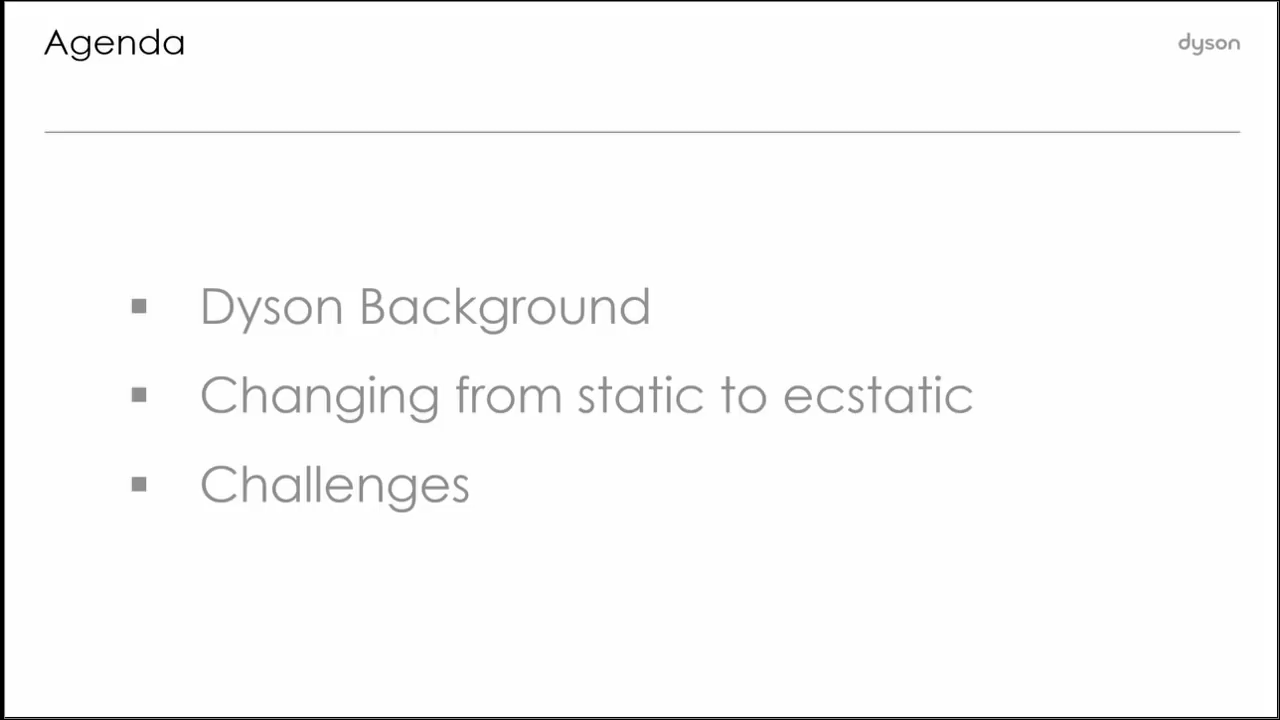 Agenda
dyson
Dyson Background
Changing from static to ecstatic
Challenges